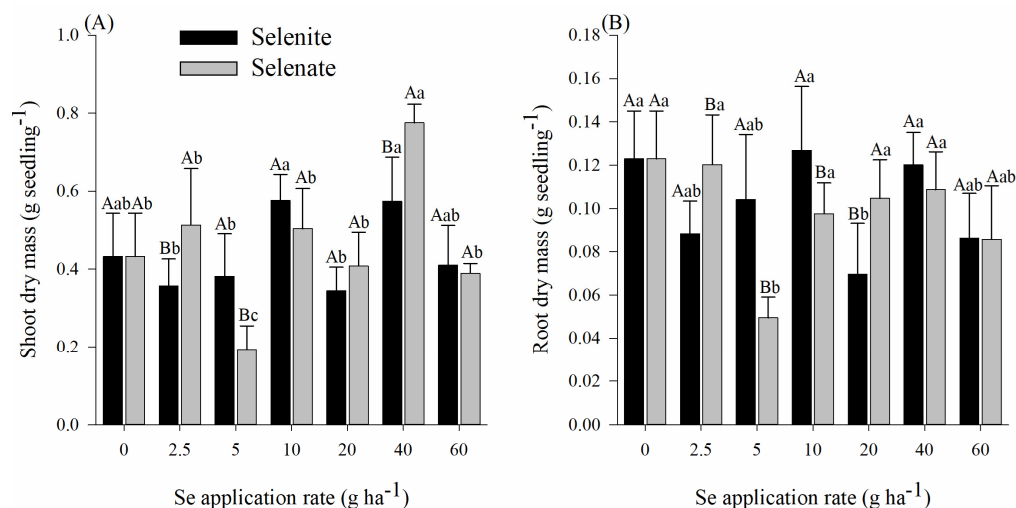 (A)
Selenite
Selenate
Shoot dry mass (g seedling⁻¹)
1.0
0.8
0.6
0.4
0.2
0.0
Aab Ab
Bb
Ab
Ab
Bc
Aa
Ab
Ab
Ab
Ba
Aa
Aab
Ab
0 2.5 5 10 20 40 60
Se application rate (g ha⁻¹)
(B)
Root dry mass (g seedling⁻¹)
0.18
0.16
0.14
0.12
0.10
0.08
0.06
0.04
0.02
0.00
Aa Aa
Aab
Ba
Aab
Bb
Aa
Ba
Bb
Aa
Aa
Aa
Aab
Aab
0 2.5 5 10 20 40 60
Se application rate (g ha⁻¹)